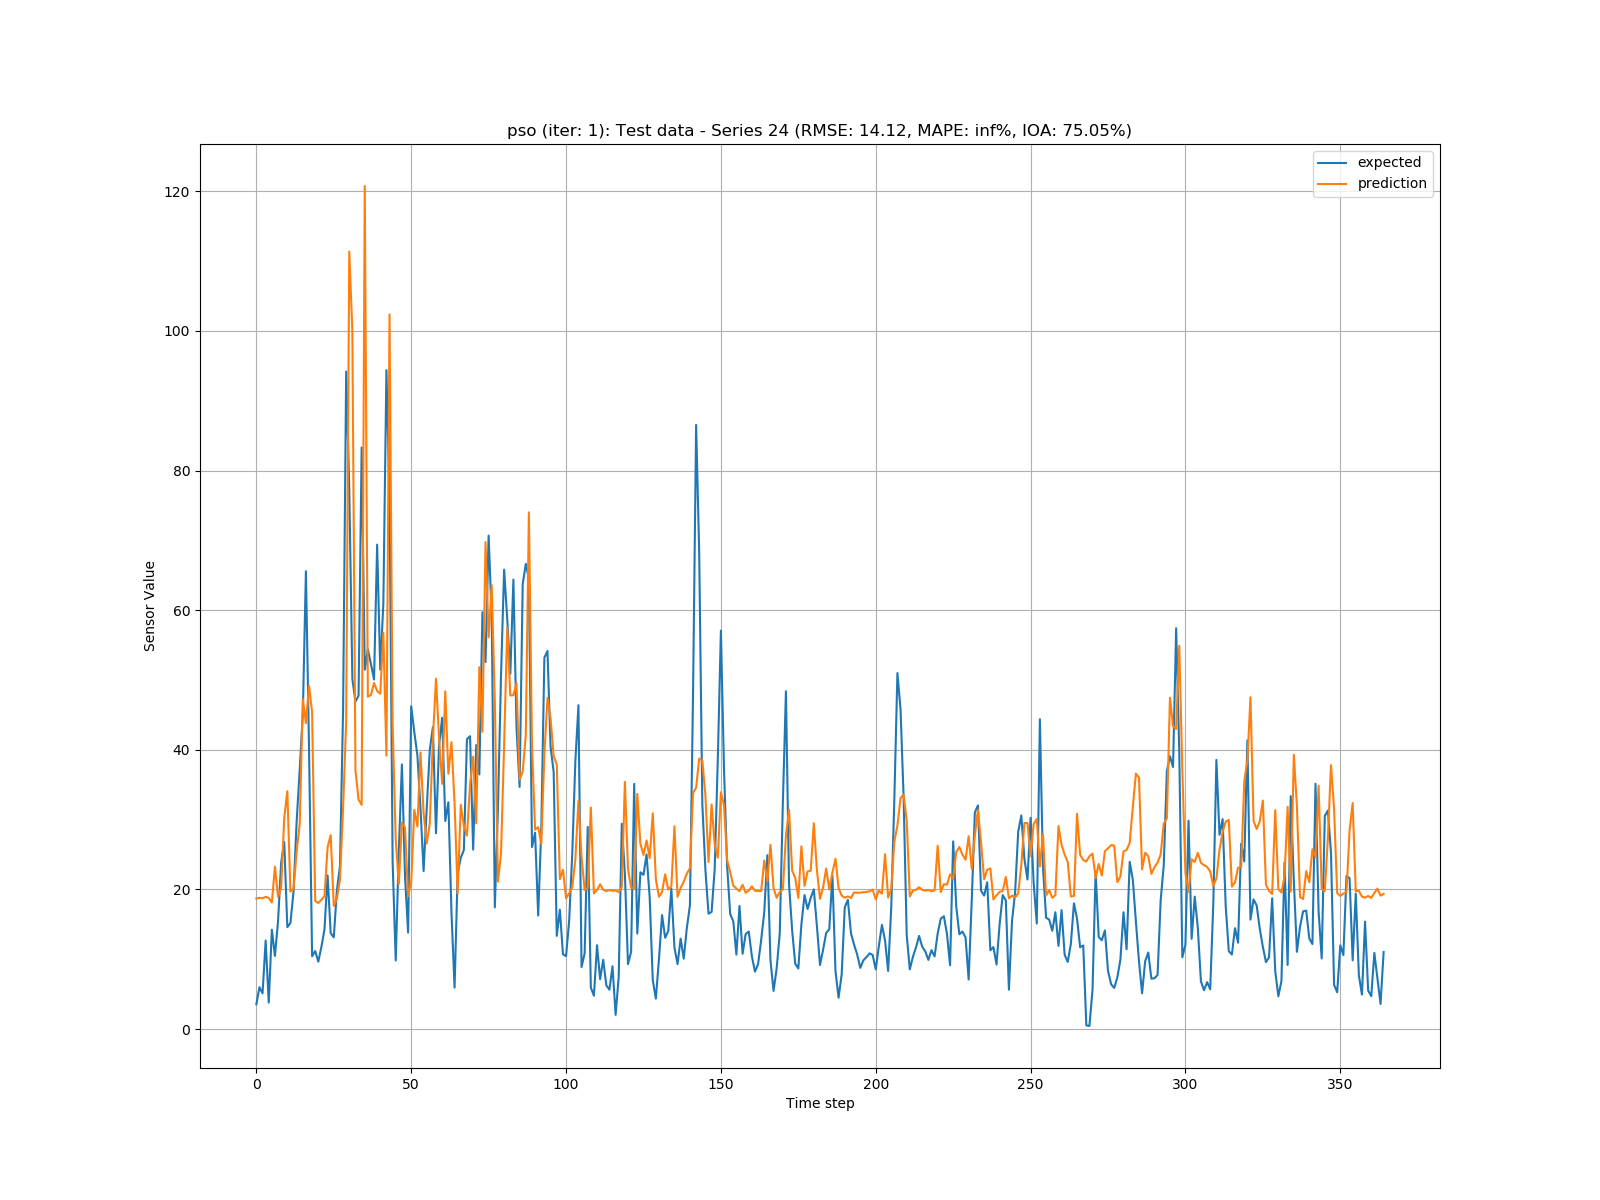 pso (iter: 1): Test data - Series 24 (RMSE: 14.12, MAPE: inf%, IOA: 75.05%)
expected
prediction
120
100
80
60
40
20
0
Sensor Value
0 50 100 150 200 250 300 350
Time step